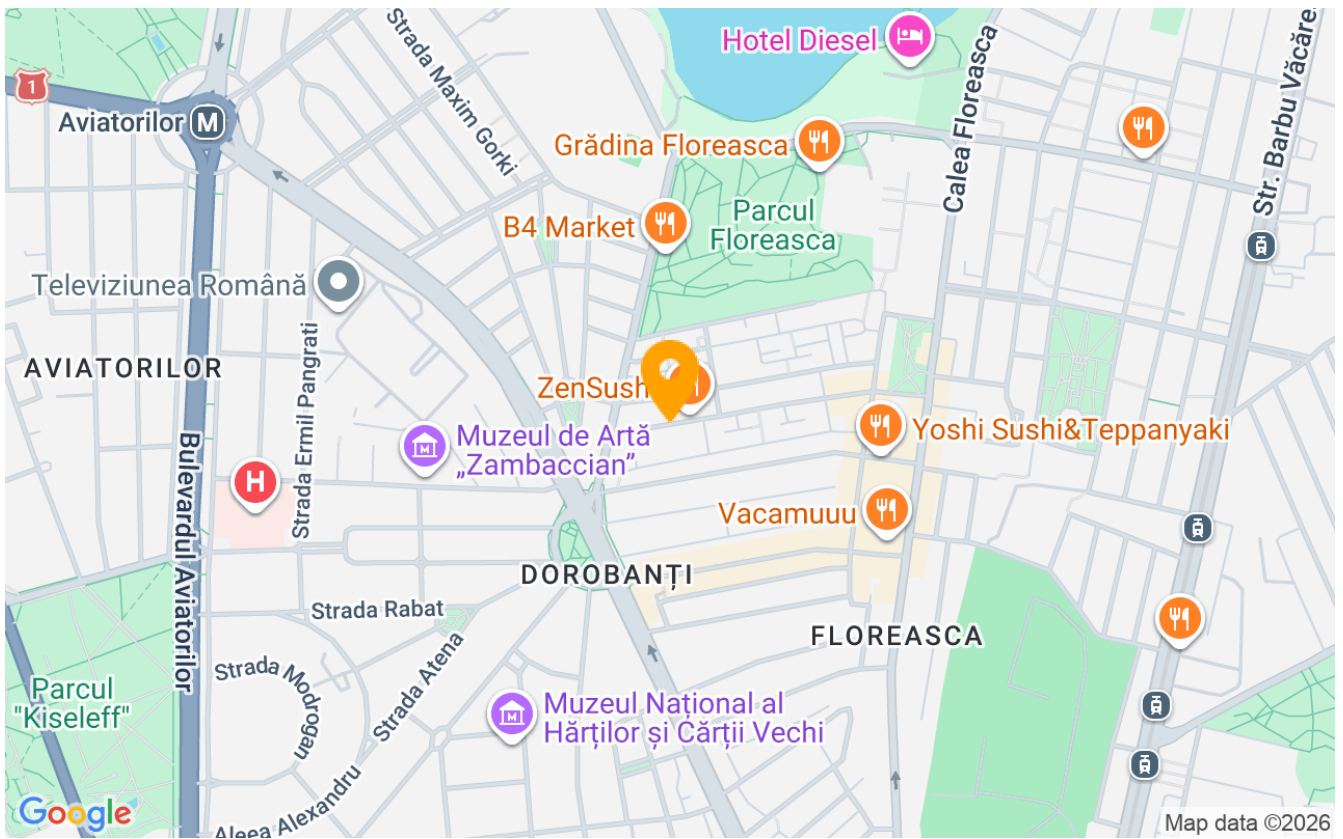 Hotel Diesel
Calea Floreasca
Str. Barbu Văcăre
1
Aviatorilor
M
Strada Maxim Gorki
Grădina Floreasca
B4 Market
Parcul
Floreasca
Televiziunea Română
Strada Ermil Pangrati
AVIATORILOR
ZenSush
Bulevardul Aviatorilor
Muzeul de Artă
„Zambaccian”
Yoshi Sushi&Teppanyaki
H
Vacamuuu
DOROBANȚI
Strada Rabat
FLOREASCA
Strada Modrogan
Strada Atena
Parcul
"Kiseleff"
Muzeul Național al
Hărților și Cărții Vechi
Aleea Alexandru
Google
Map data ©2026